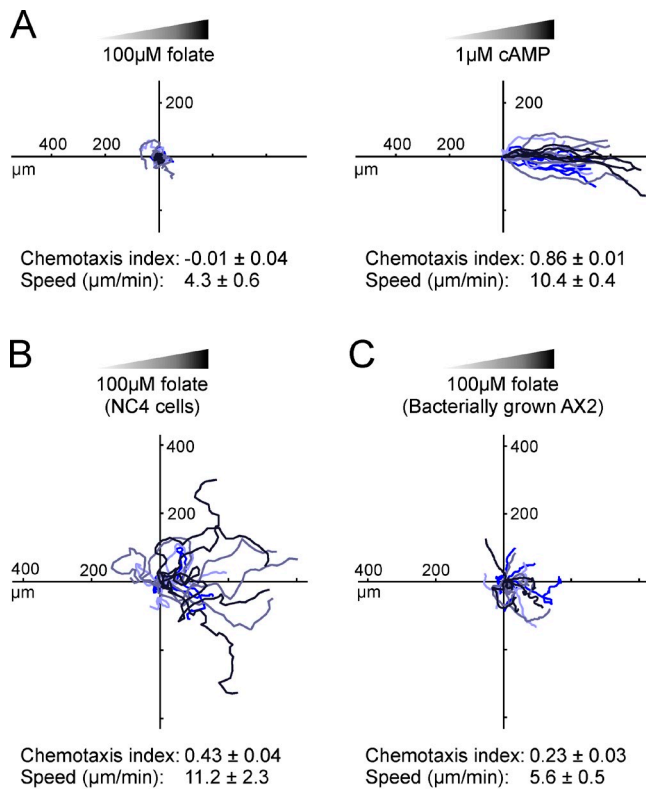 A
100µM folate
200
400 200
µm
Chemotaxis index: -0.01 ± 0.04
Speed (µm/min): 4.3 ± 0.6
1µM cAMP
200
400 200
µm
Chemotaxis index: 0.86 ± 0.01
Speed (µm/min): 10.4 ± 0.4
B
100µM folate
(NC4 cells)
400
200
400 200
µm
Chemotaxis index: 0.43 ± 0.04
Speed (µm/min): 11.2 ± 2.3
C
100µM folate
(Bacterially grown AX2)
400
200
400 200
µm
Chemotaxis index: 0.23 ± 0.03
Speed (µm/min): 5.6 ± 0.5